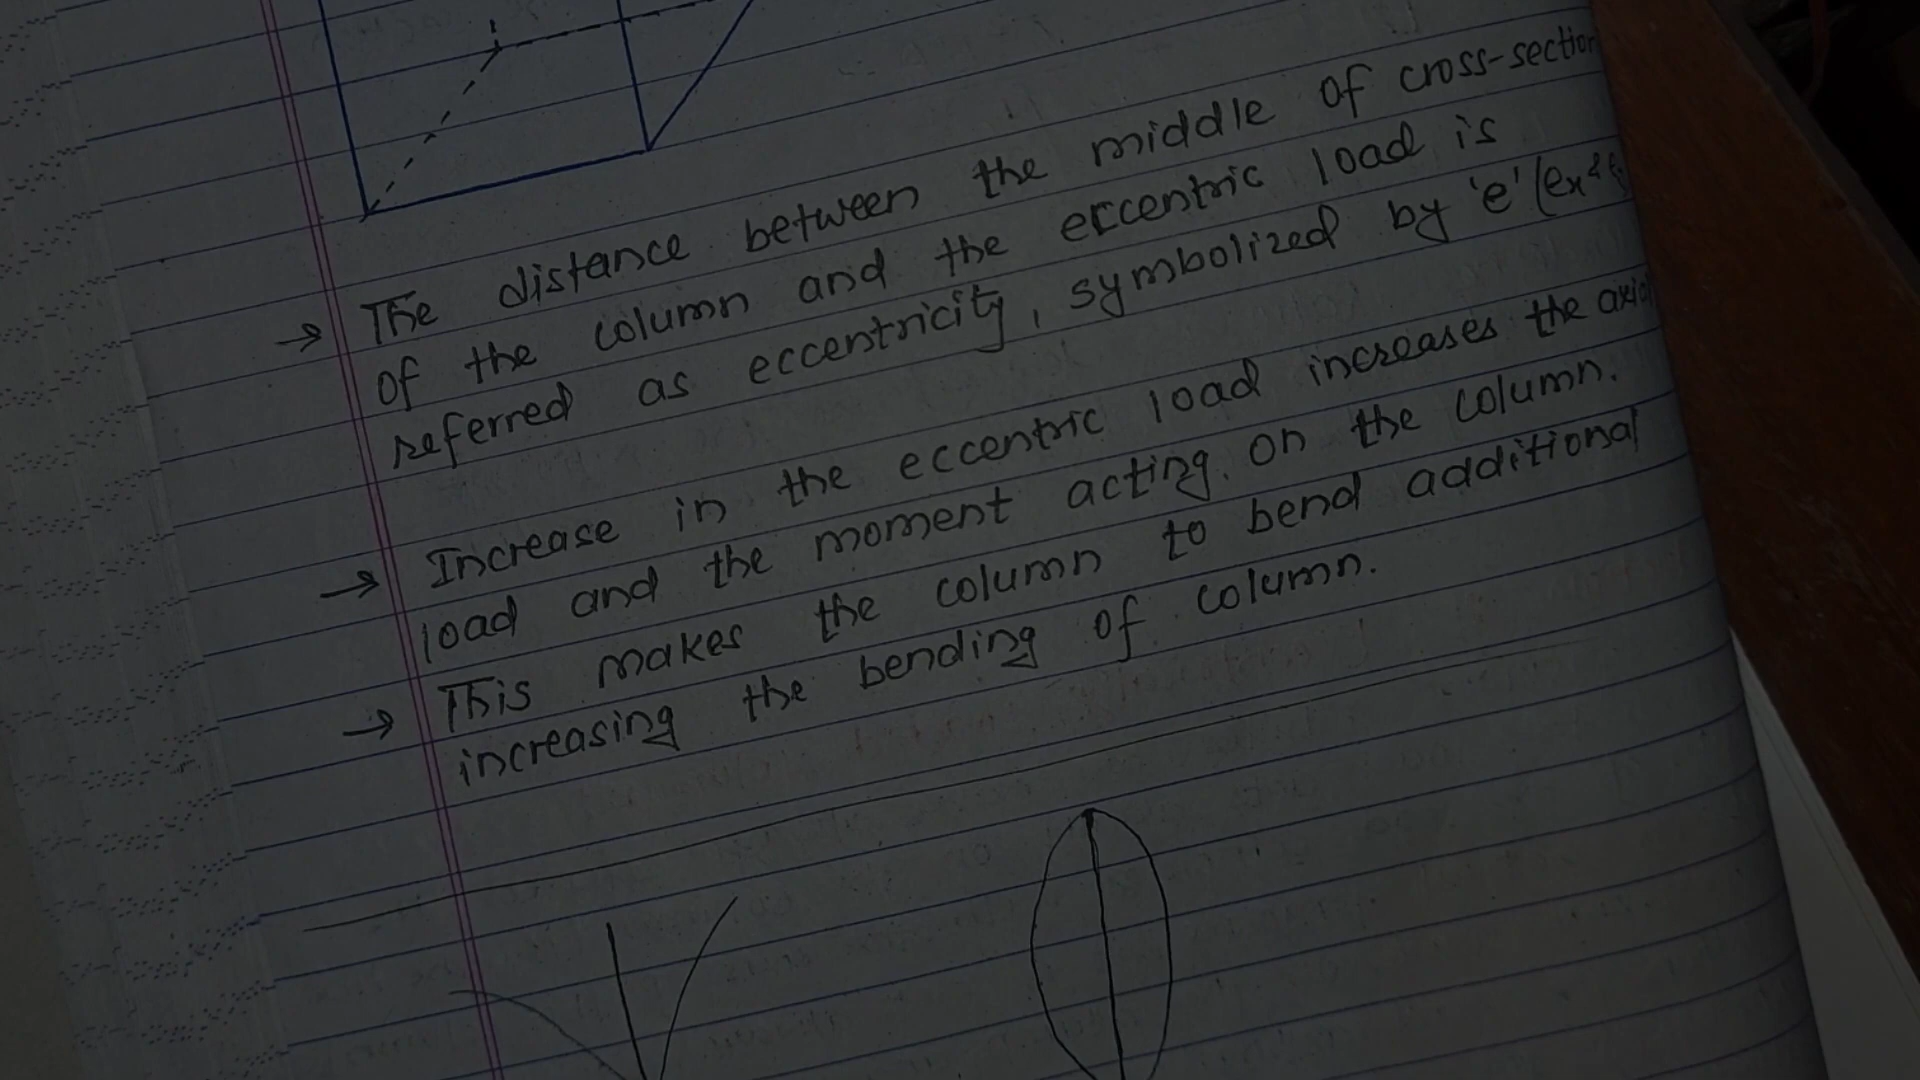 → The distance between the middle of cross-section
of the column and the eccentric load is
referred as eccentricity, symbolized by 'e' (ex &
→ Increase in the eccentric load increases the axial
load and the moment acting on the column.
→ This makes the column to bend additional
increasing the bending of column.